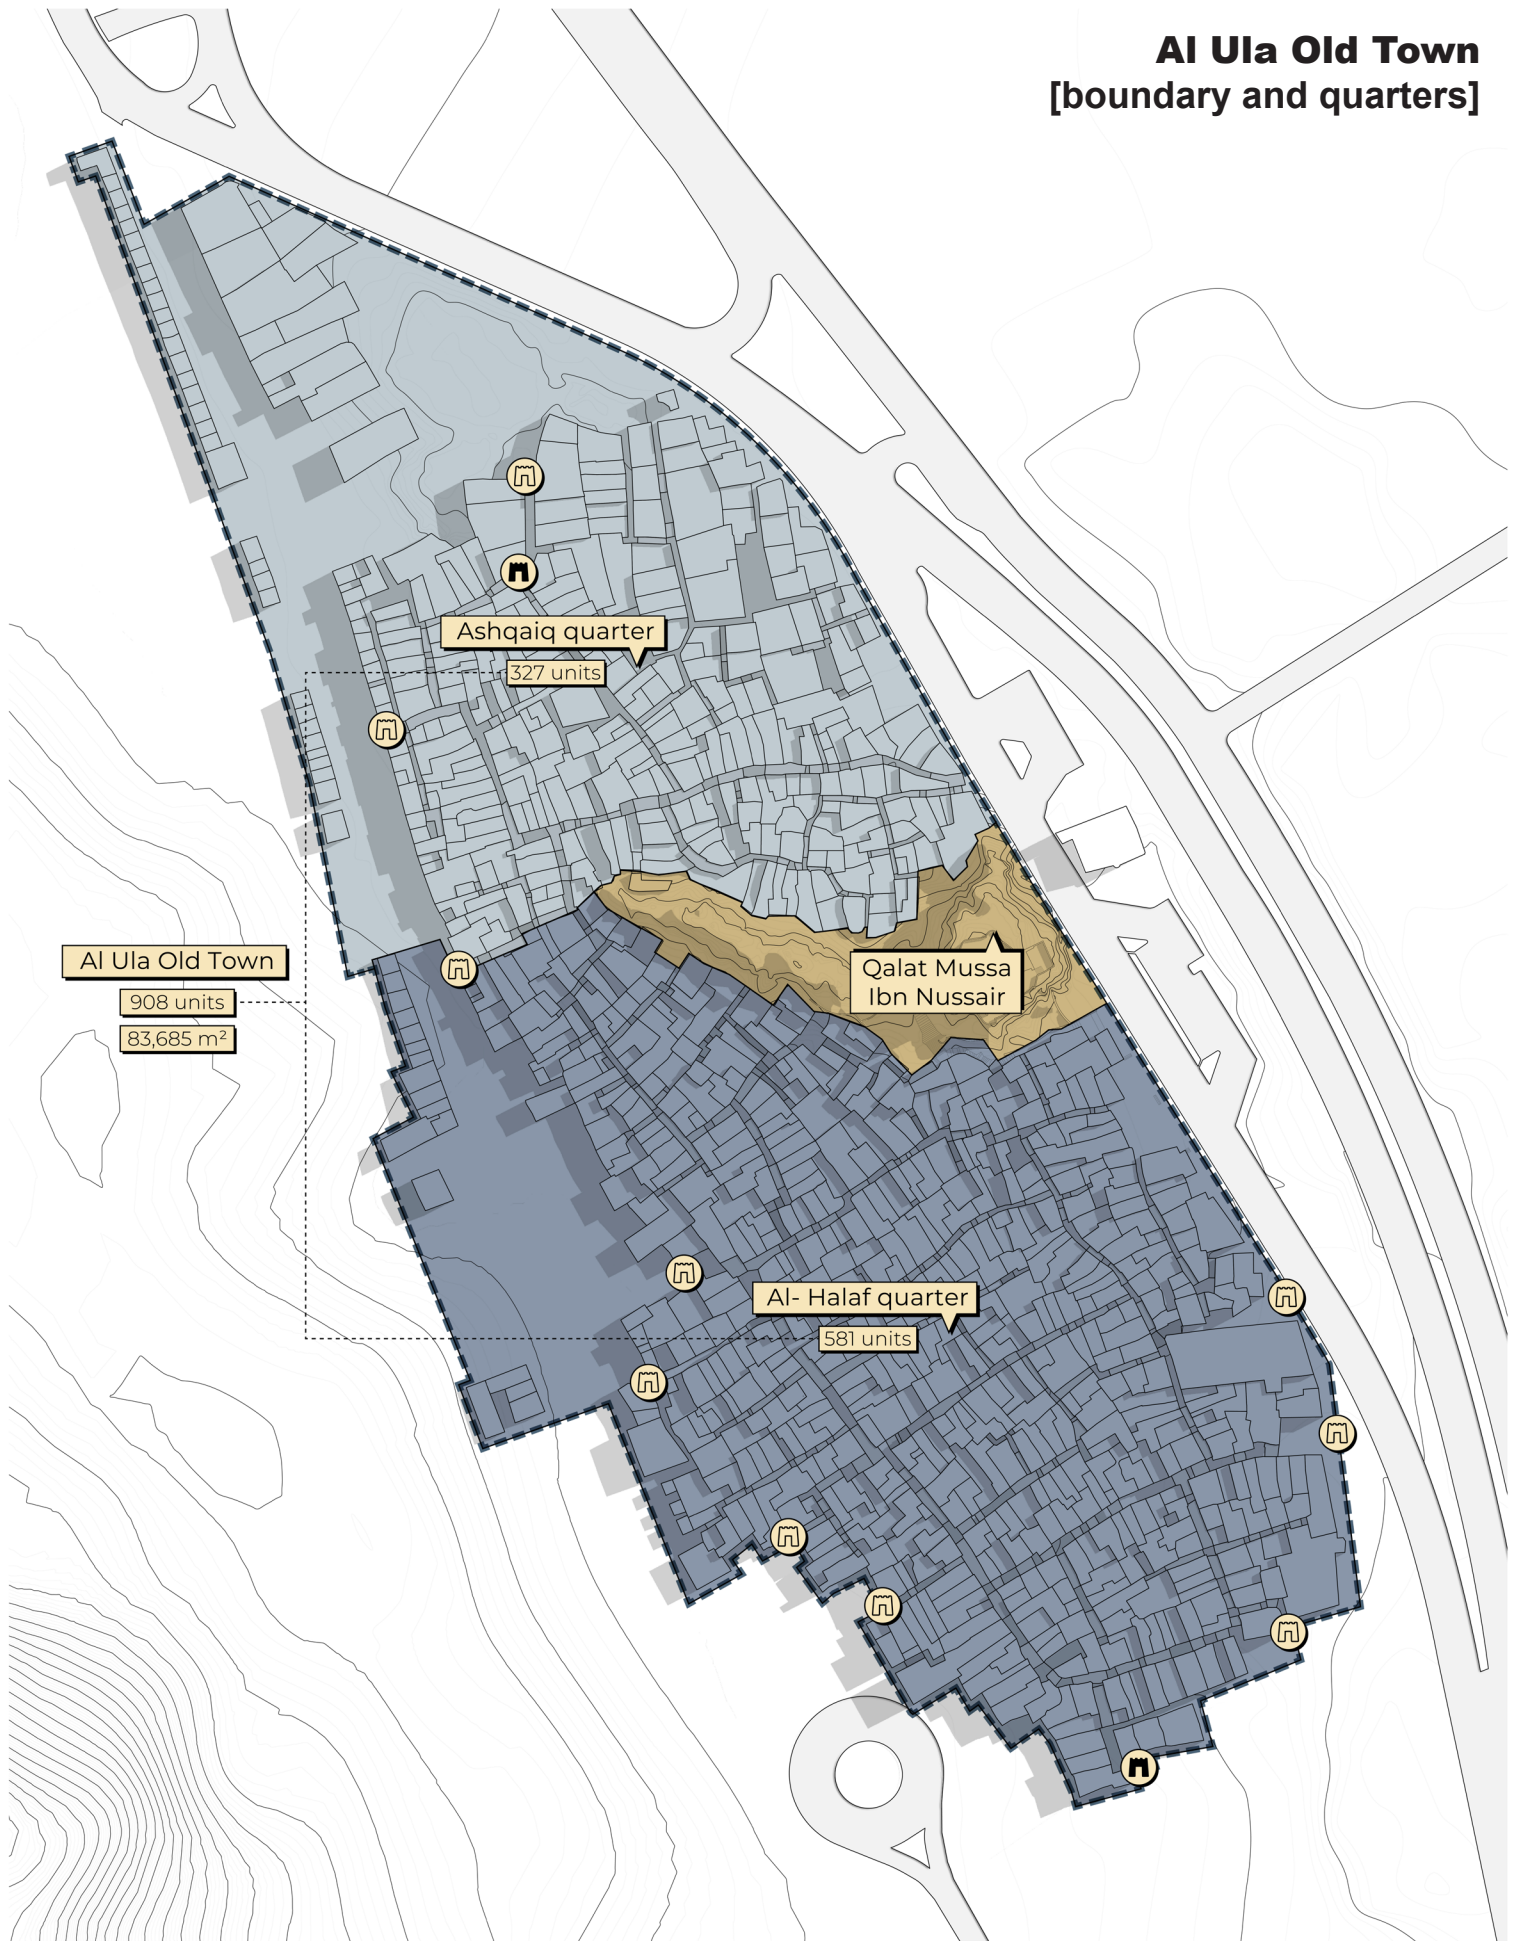 Al Ula Old Town
[boundary and quarters]
Ashqaiq quarter
327 units
Al Ula Old Town
908 units
83,685 m²
Qalat Mussa
Ibn Nussair
Al- Halaf quarter
581 units